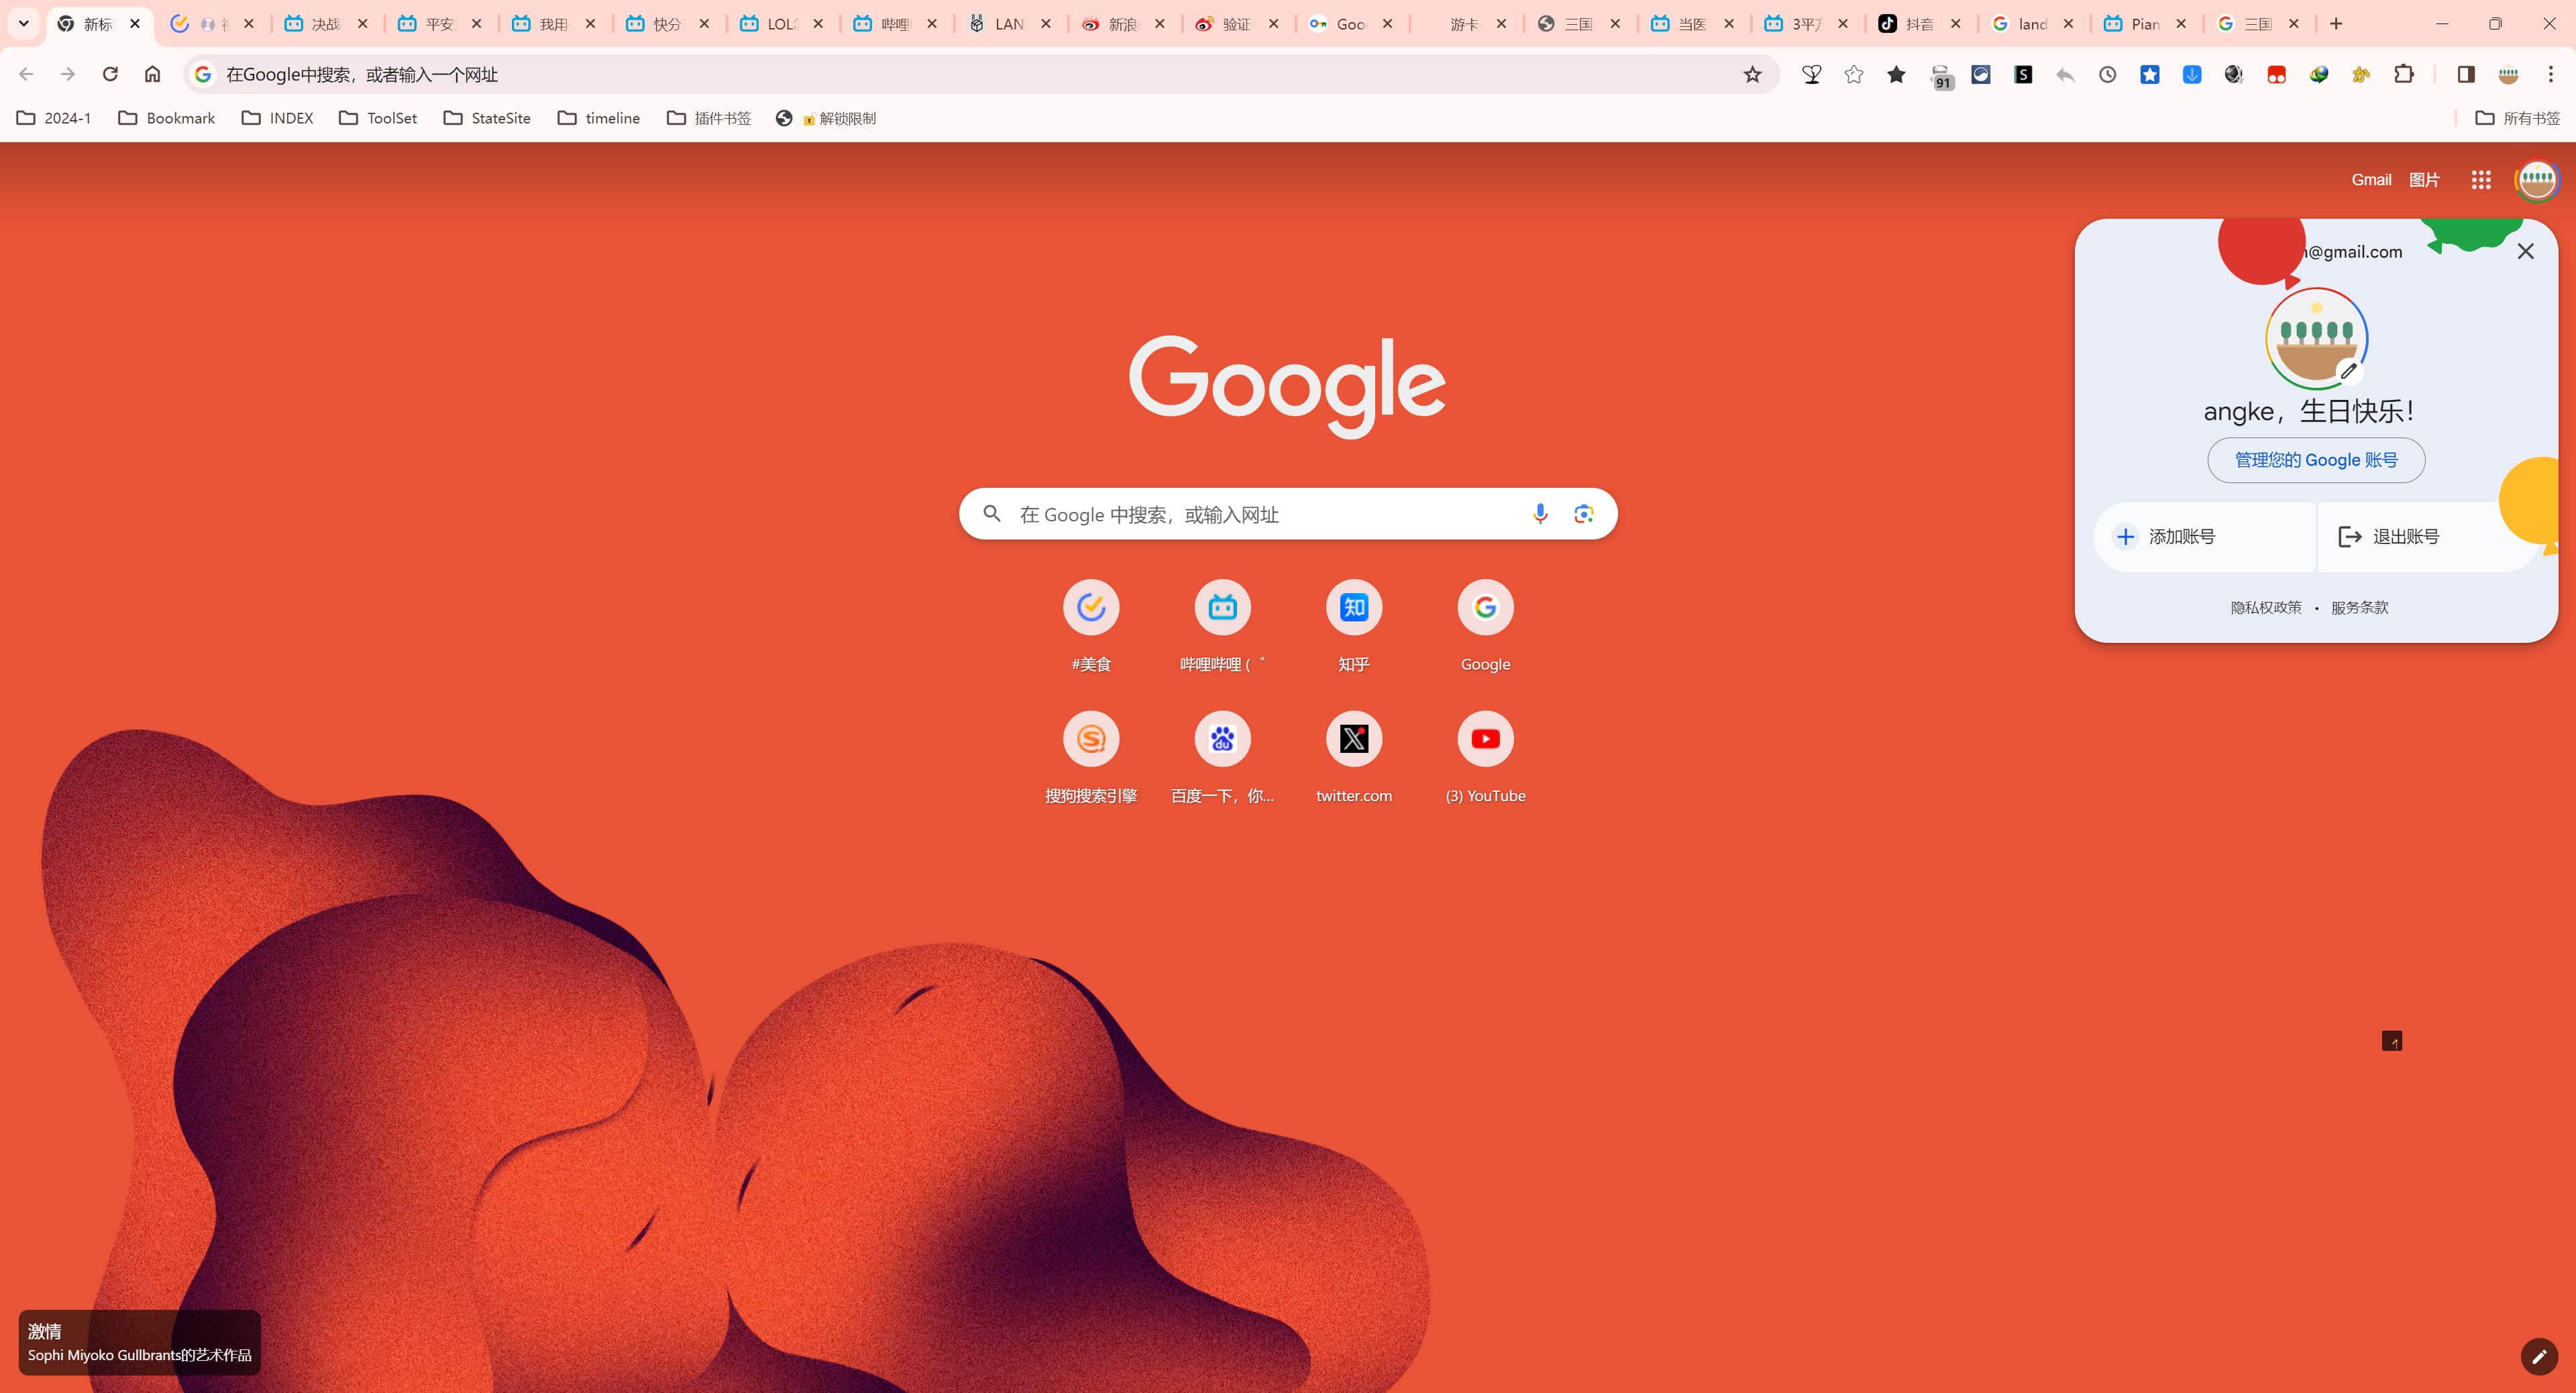 新标
决战
平安
我用
快分
LOL
哔哩
LAN
新浪
验证
Goo
游卡
三国
当医
3平方
抖音
land
Pian
三国
在Google中搜索，或者输入一个网址
91
2024-1
Bookmark
INDEX
ToolSet
StateSite
timeline
插件书签
🔓解锁限制
所有书签
Gmail
图片
@gmail.com
angke，生日快乐！
管理您的 Google 账号
添加账号
退出账号
隐私权政策 • 服务条款
Google
在 Google 中搜索，或输入网址
#美食
哔哩哔哩 ( ゜
知乎
Google
搜狗搜索引擎
百度一下，你...
twitter.com
(3) YouTube
激情
Sophi Miyoko Gullbrants的艺术作品